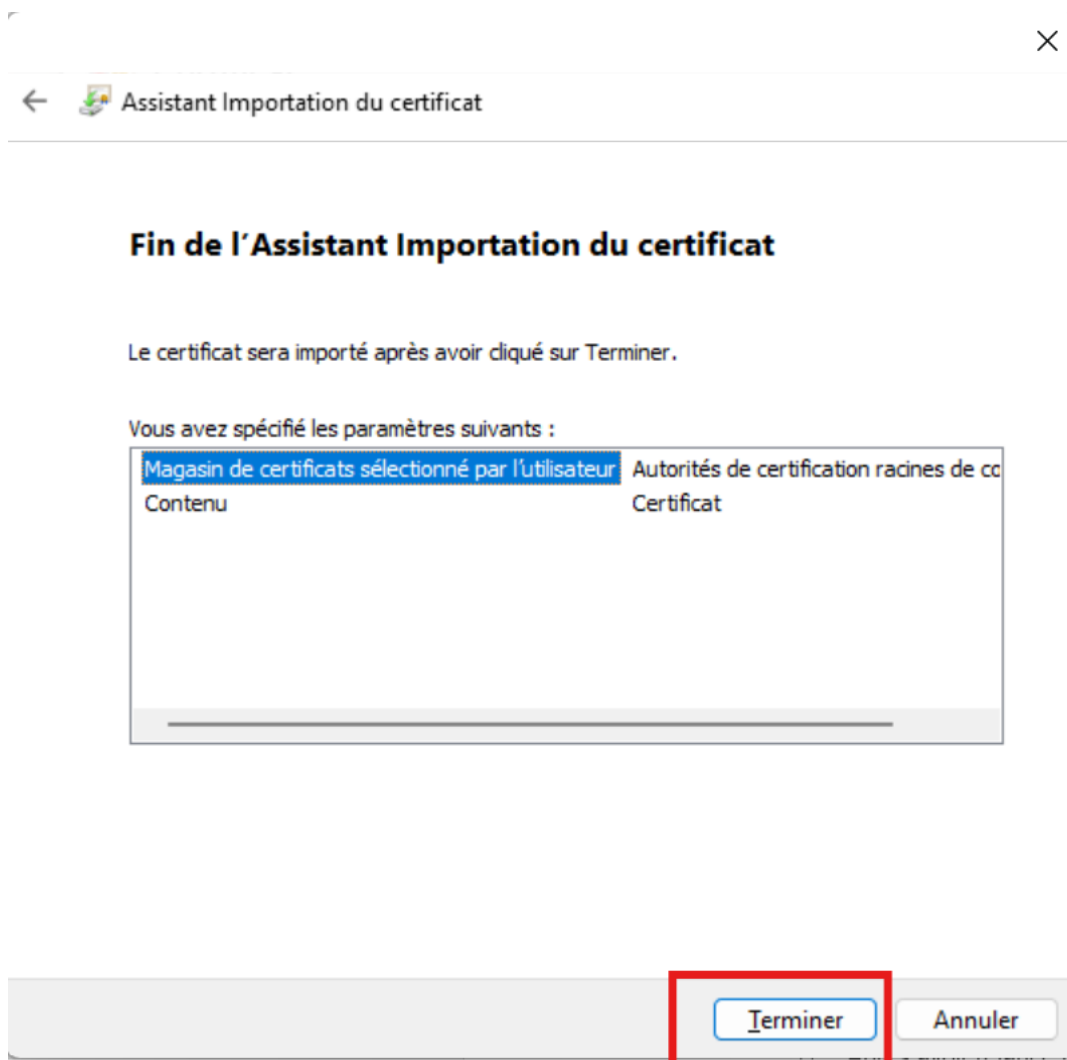 Assistant Importation du certificat
Fin de l'Assistant Importation du certificat
Le certificat sera importé après avoir cliqué sur Terminer.
Vous avez spécifié les paramètres suivants :
Magasin de certificats sélectionné par l'utilisateur Autorités de certification racines de co
Contenu Certificat
Terminer Annuler